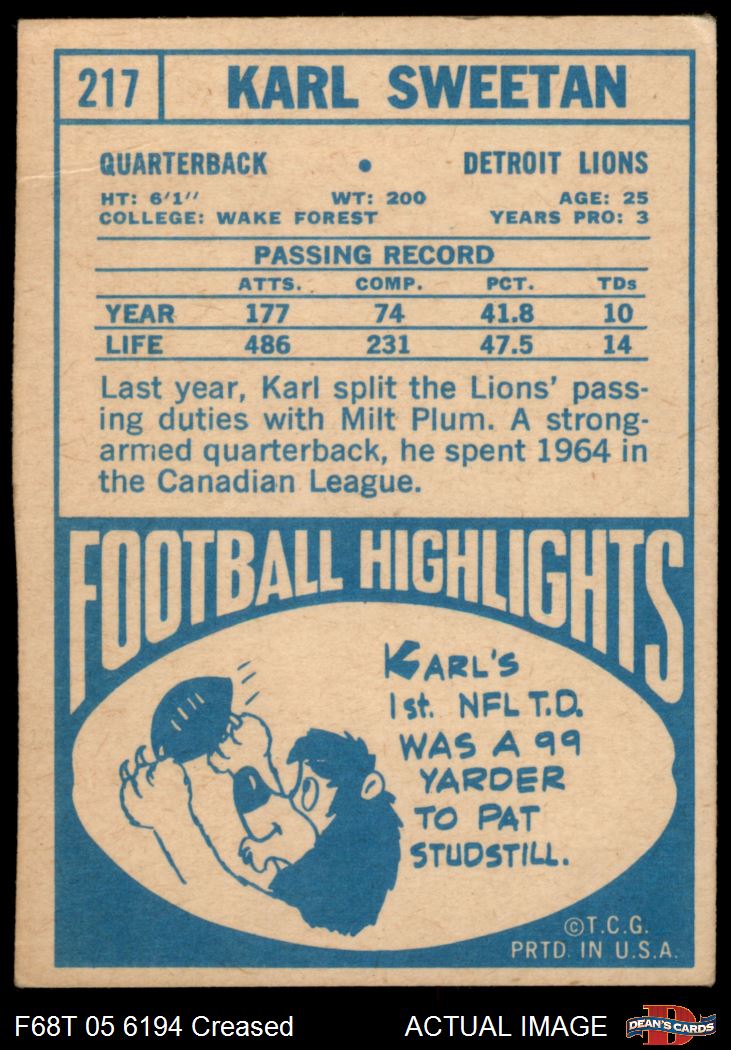 217 KARL SWEETAN
QUARTERBACK • DETROIT LIONS
HT: 6'1" WT: 200 AGE: 25
COLLEGE: WAKE FOREST YEARS PRO: 3
PASSING RECORD
ATTS. COMP. PCT. TDs
YEAR 177 74 41.8 10
LIFE 486 231 47.5 14
Last year, Karl split the Lions' pass-
ing duties with Milt Plum. A strong-
armed quarterback, he spent 1964 in
the Canadian League.
FOOTBALL HIGHLIGHTS
KARL'S
1st. NFL T.D.
WAS A 99
YARDER
TO PAT
STUDSTILL.
©T.C.G.
PRTD. IN U.S.A.
F68T 05 6194 Creased ACTUAL IMAGE DEAN'S CARDS